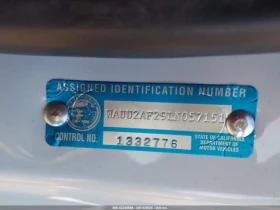 ASSIGNED IDENTIFICATION NUMBER
WAUU2AF29LN057151
CONTROL NO.
1332776
STATE OF CALIFORNIA
DEPARTMENT OF
MOTOR VEHICLES